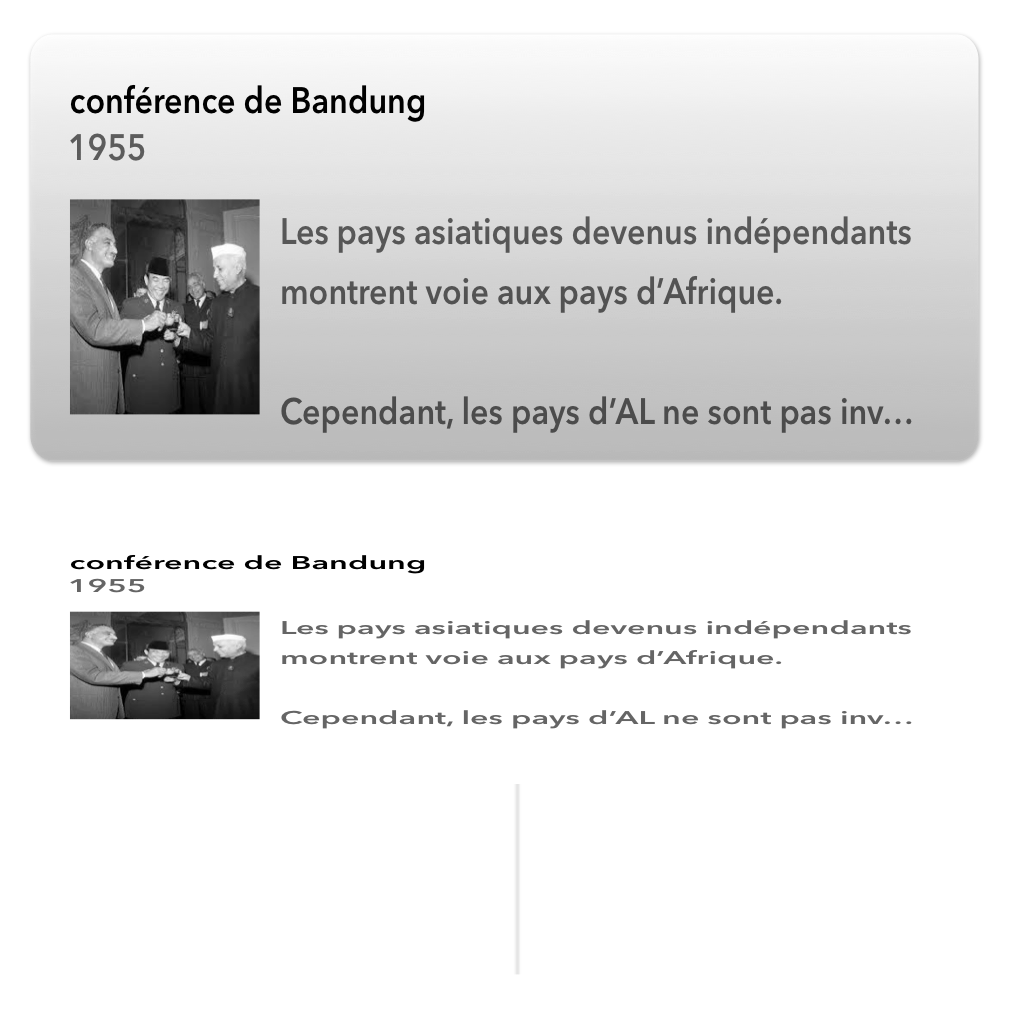 conférence de Bandung
1955
Les pays asiatiques devenus indépendants
montrent voie aux pays d’Afrique.
Cependant, les pays d’AL ne sont pas inv…
conférence de Bandung
1955
Les pays asiatiques devenus indépendants
montrent voie aux pays d’Afrique.
Cependant, les pays d’AL ne sont pas inv…